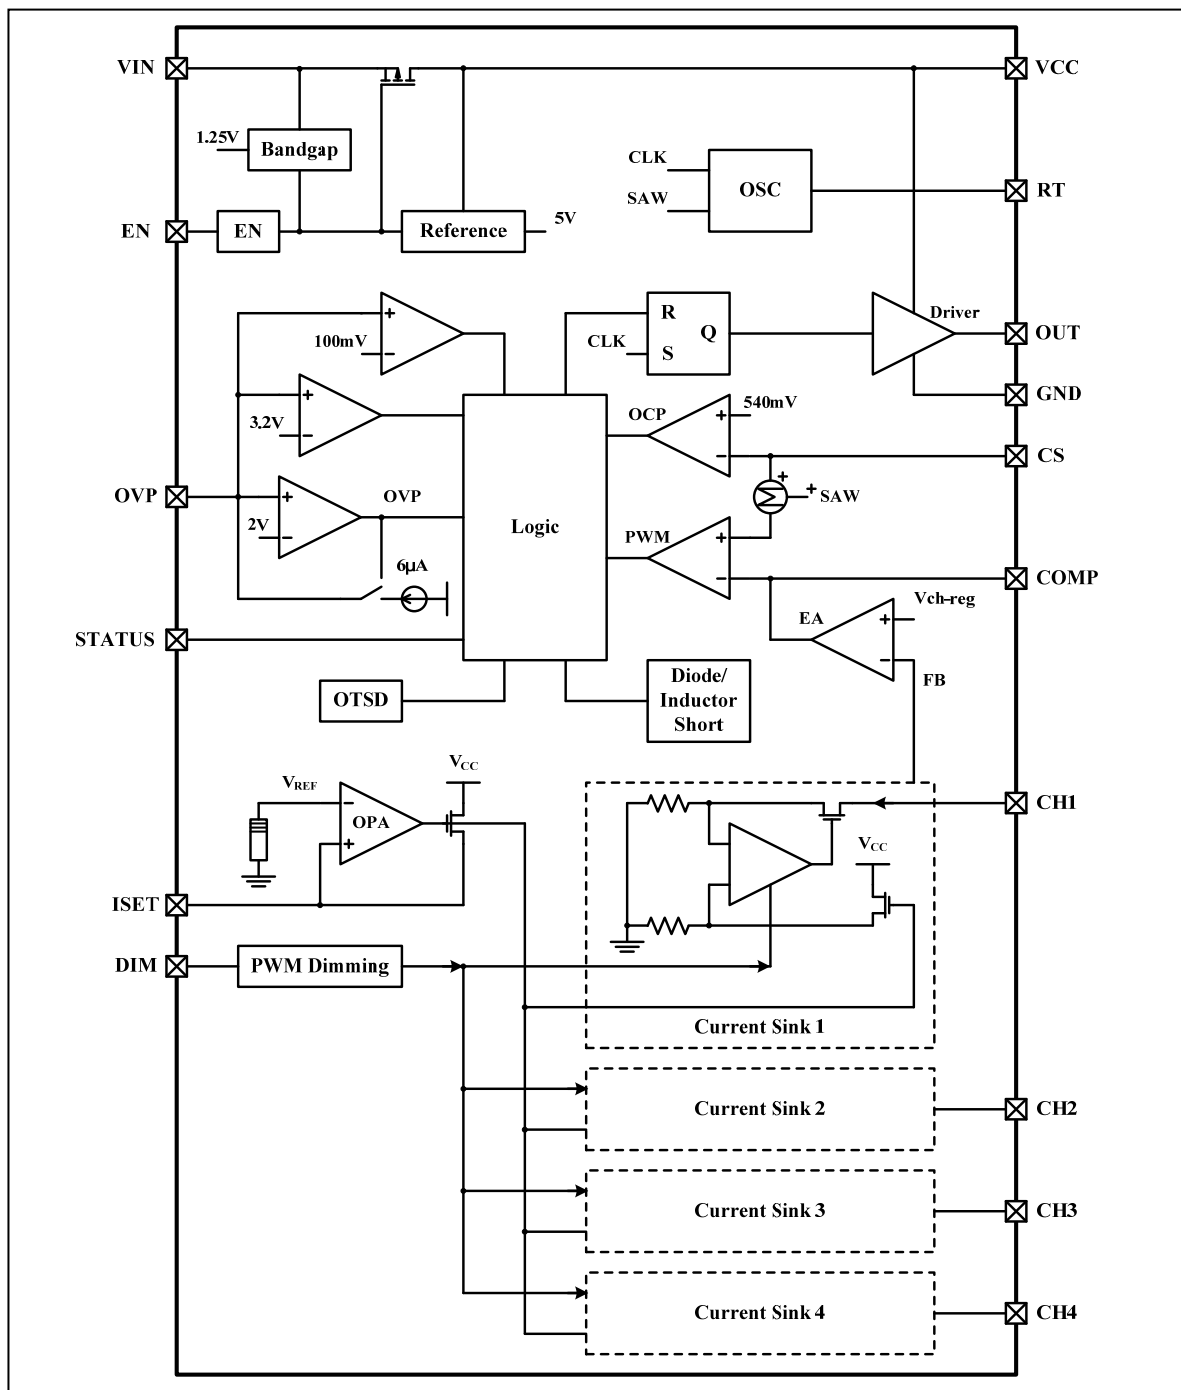 VIN
VCC
1.25V
Bandgap
CLK
SAW
OSC
RT
EN
EN
Reference
5V
100mV
+
−
R
S
Q
CLK
Driver
OUT
3.2V
+
−
OCP
540mV
+
−
GND
CS
OVP
2V
+
−
OVP
Logic
+
+
SAW
6µA
PWM
+
−
COMP
Vch-reg
EA
+
−
FB
STATUS
OTSD
Diode/
Inductor
Short
VCC
VREF
OPA
−
+
CH1
VCC
ISET
DIM
PWM Dimming
Current Sink 1
Current Sink 2
CH2
Current Sink 3
CH3
Current Sink 4
CH4